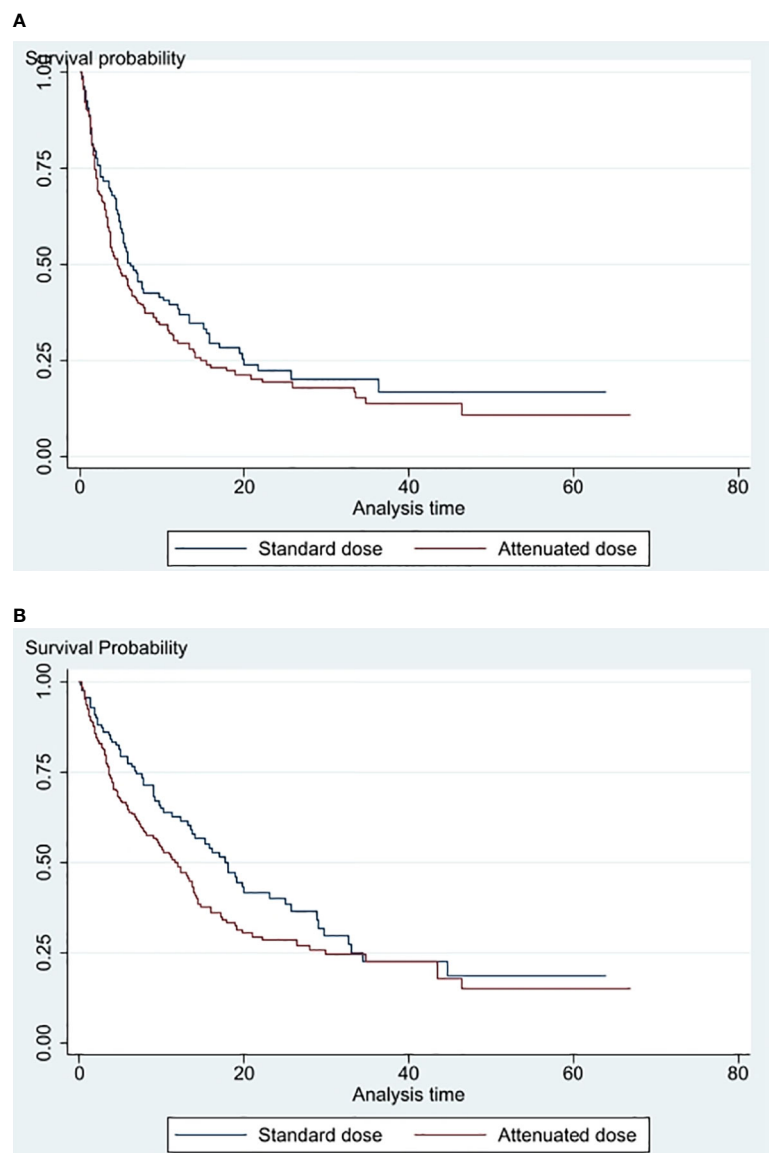 A
Survival probability
1.00
0.75
0.50
0.25
0.00
0 20 40 60 80
Analysis time
Standard dose Attenuated dose
B
Survival Probability
1.00
0.75
0.50
0.25
0.00
0 20 40 60 80
Analysis time
Standard dose Attenuated dose